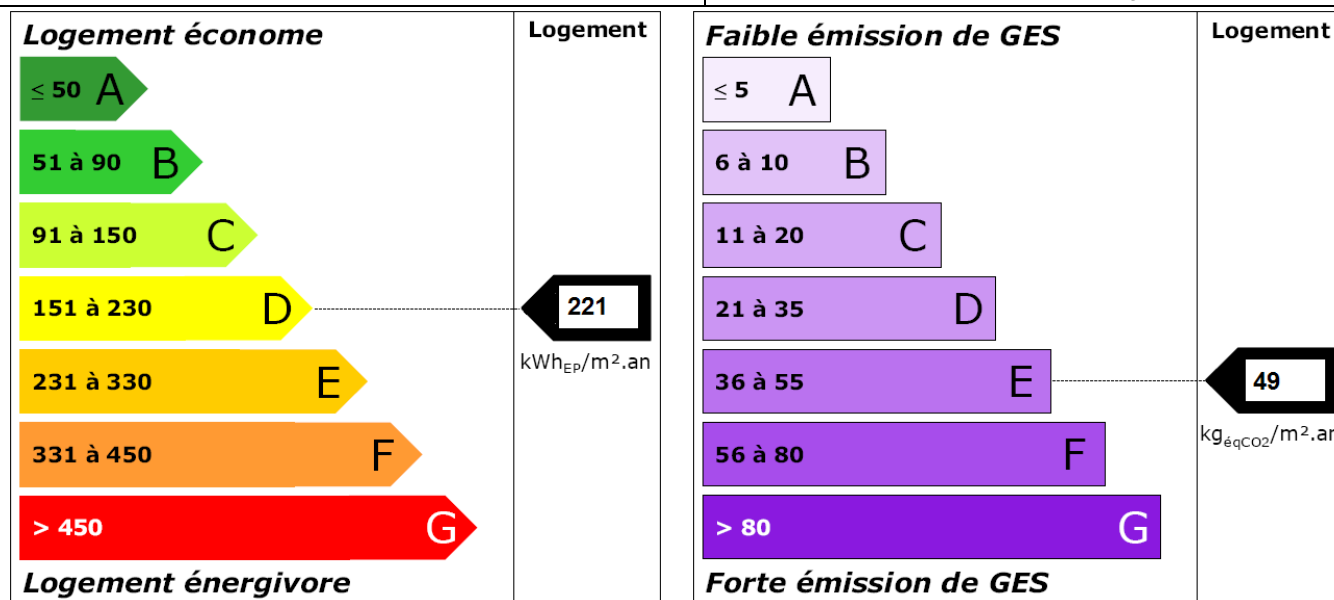 Logement économe
Logement
≤ 50 A
51 à 90 B
91 à 150 C
151 à 230 D
221
kWhEP/m².an
231 à 330 E
331 à 450 F
> 450 G
Logement énergivore
Faible émission de GES
Logement
≤ 5 A
6 à 10 B
11 à 20 C
21 à 35 D
36 à 55 E
49
kgéqCO2/m².an
56 à 80 F
> 80 G
Forte émission de GES